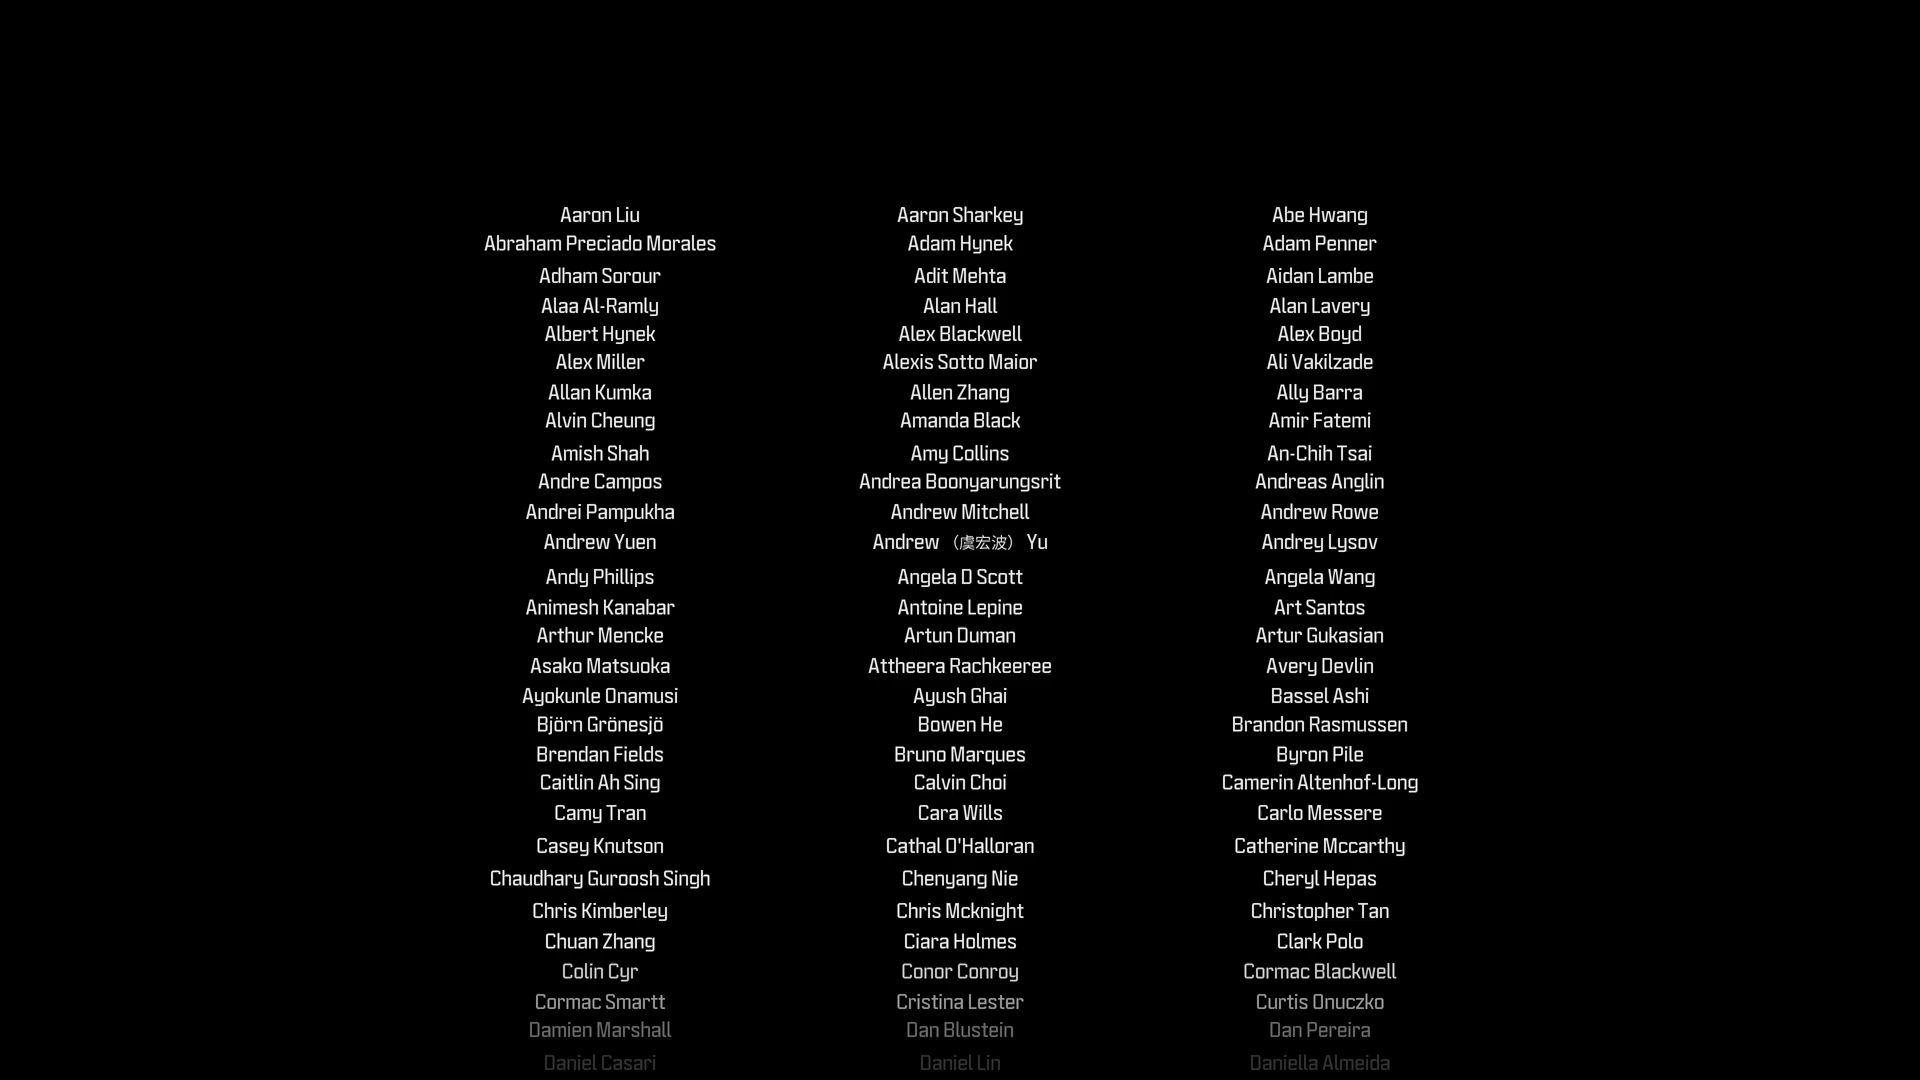 Aaron Liu Aaron Sharkey Abe Hwang
Abraham Preciado Morales Adam Hynek Adam Penner
Adham Sorour Adit Mehta Aidan Lambe
Alaa Al-Ramly Alan Hall Alan Lavery
Albert Hynek Alex Blackwell Alex Boyd
Alex Miller Alexis Sotto Maior Ali Vakilzade
Allan Kumka Allen Zhang Ally Barra
Alvin Cheung Amanda Black Amir Fatemi
Amish Shah Amy Collins An-Chih Tsai
Andre Campos Andrea Boonyarungsrit Andreas Anglin
Andrei Pampukha Andrew Mitchell Andrew Rowe
Andrew Yuen Andrew （虞宏波） Yu Andrey Lysov
Andy Phillips Angela D Scott Angela Wang
Animesh Kanabar Antoine Lepine Art Santos
Arthur Mencke Artun Duman Artur Gukasian
Asako Matsuoka Attheera Rachkeeree Avery Devlin
Ayokunle Onamusi Ayush Ghai Bassel Ashi
Björn Grönesjö Bowen He Brandon Rasmussen
Brendan Fields Bruno Marques Byron Pile
Caitlin Ah Sing Calvin Choi Camerin Altenhof-Long
Camy Tran Cara Wills Carlo Messere
Casey Knutson Cathal O'Halloran Catherine Mccarthy
Chaudhary Guroosh Singh Chenyang Nie Cheryl Hepas
Chris Kimberley Chris Mcknight Christopher Tan
Chuan Zhang Ciara Holmes Clark Polo
Colin Cyr Conor Conroy Cormac Blackwell
Cormac Smartt Cristina Lester Curtis Onuczko
Damien Marshall Dan Blustein Dan Pereira
Daniel Casari Daniel Lin Daniella Almeida